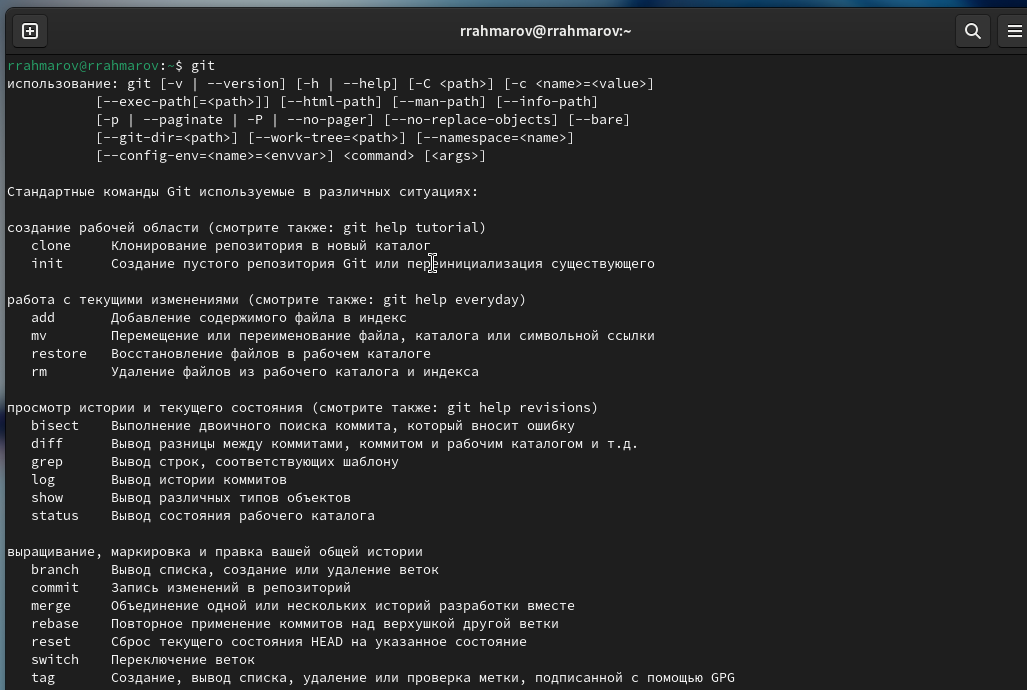 rrahmarov@rrahmarov:~
rrahmarov@rrahmarov:~$ git
использование: git [-v | --version] [-h | --help] [-C <path>] [-c <name>=<value>]
           [--exec-path[=<path>]] [--html-path] [--man-path] [--info-path]
           [-p | --paginate | -P | --no-pager] [--no-replace-objects] [--bare]
           [--git-dir=<path>] [--work-tree=<path>] [--namespace=<name>]
           [--config-env=<name>=<envvar>] <command> [<args>]
Стандартные команды Git используемые в различных ситуациях:
создание рабочей области (смотрите также: git help tutorial)
   clone     Клонирование репозитория в новый каталог
   init      Создание пустого репозитория Git или переинициализация существующего
работа с текущими изменениями (смотрите также: git help everyday)
   add       Добавление содержимого файла в индекс
   mv        Перемещение или переименование файла, каталога или символьной ссылки
   restore   Восстановление файлов в рабочем каталоге
   rm        Удаление файлов из рабочего каталога и индекса
просмотр истории и текущего состояния (смотрите также: git help revisions)
   bisect    Выполнение двоичного поиска коммита, который вносит ошибку
   diff      Вывод разницы между коммитами, коммитом и рабочим каталогом и т.д.
   grep      Вывод строк, соответствующих шаблону
   log       Вывод истории коммитов
   show      Вывод различных типов объектов
   status    Вывод состояния рабочего каталога
выращивание, маркировка и правка вашей общей истории
   branch    Вывод списка, создание или удаление веток
   commit    Запись изменений в репозиторий
   merge     Объединение одной или нескольких историй разработки вместе
   rebase    Повторное применение коммитов над верхушкой другой ветки
   reset     Сброс текущего состояния HEAD на указанное состояние
   switch    Переключение веток
   tag       Создание, вывод списка, удаление или проверка метки, подписанной с помощью GPG